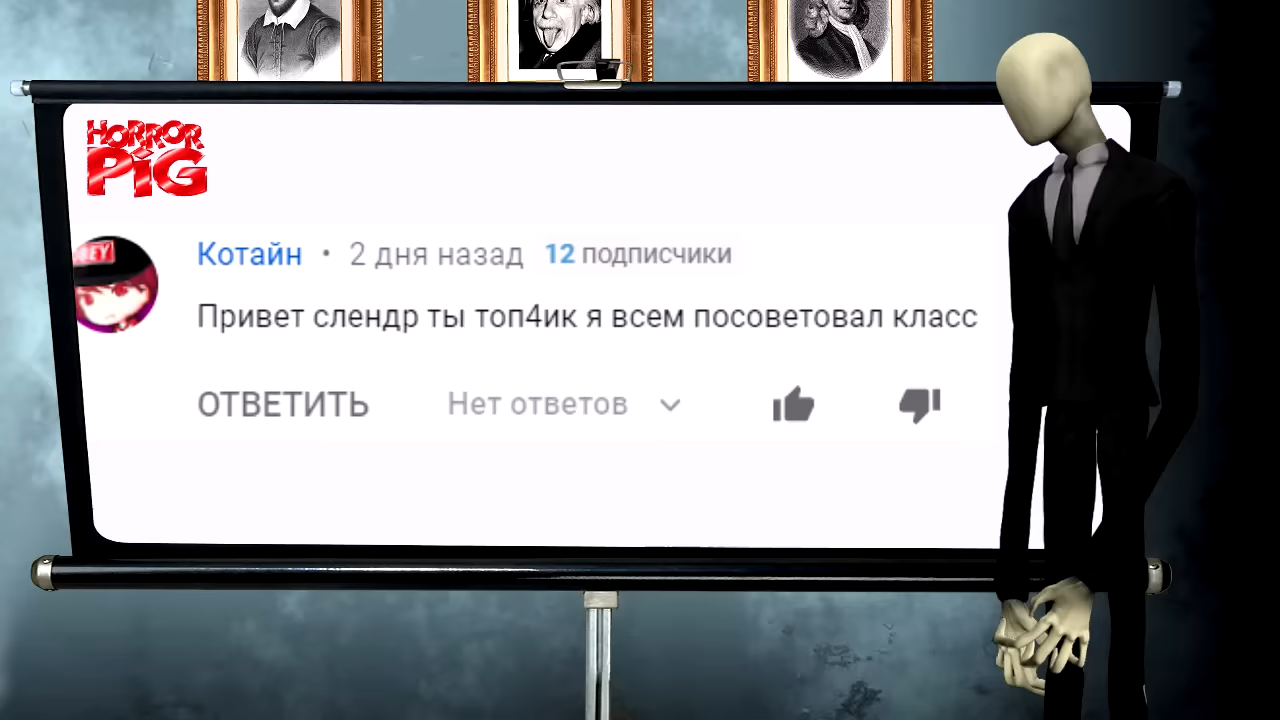 HORROR
PiG
Котайн • 2 дня назад 12 подписчики
Привет слендр ты топ4ик я всем посоветовал класс
ОТВЕТИТЬ Нет ответов